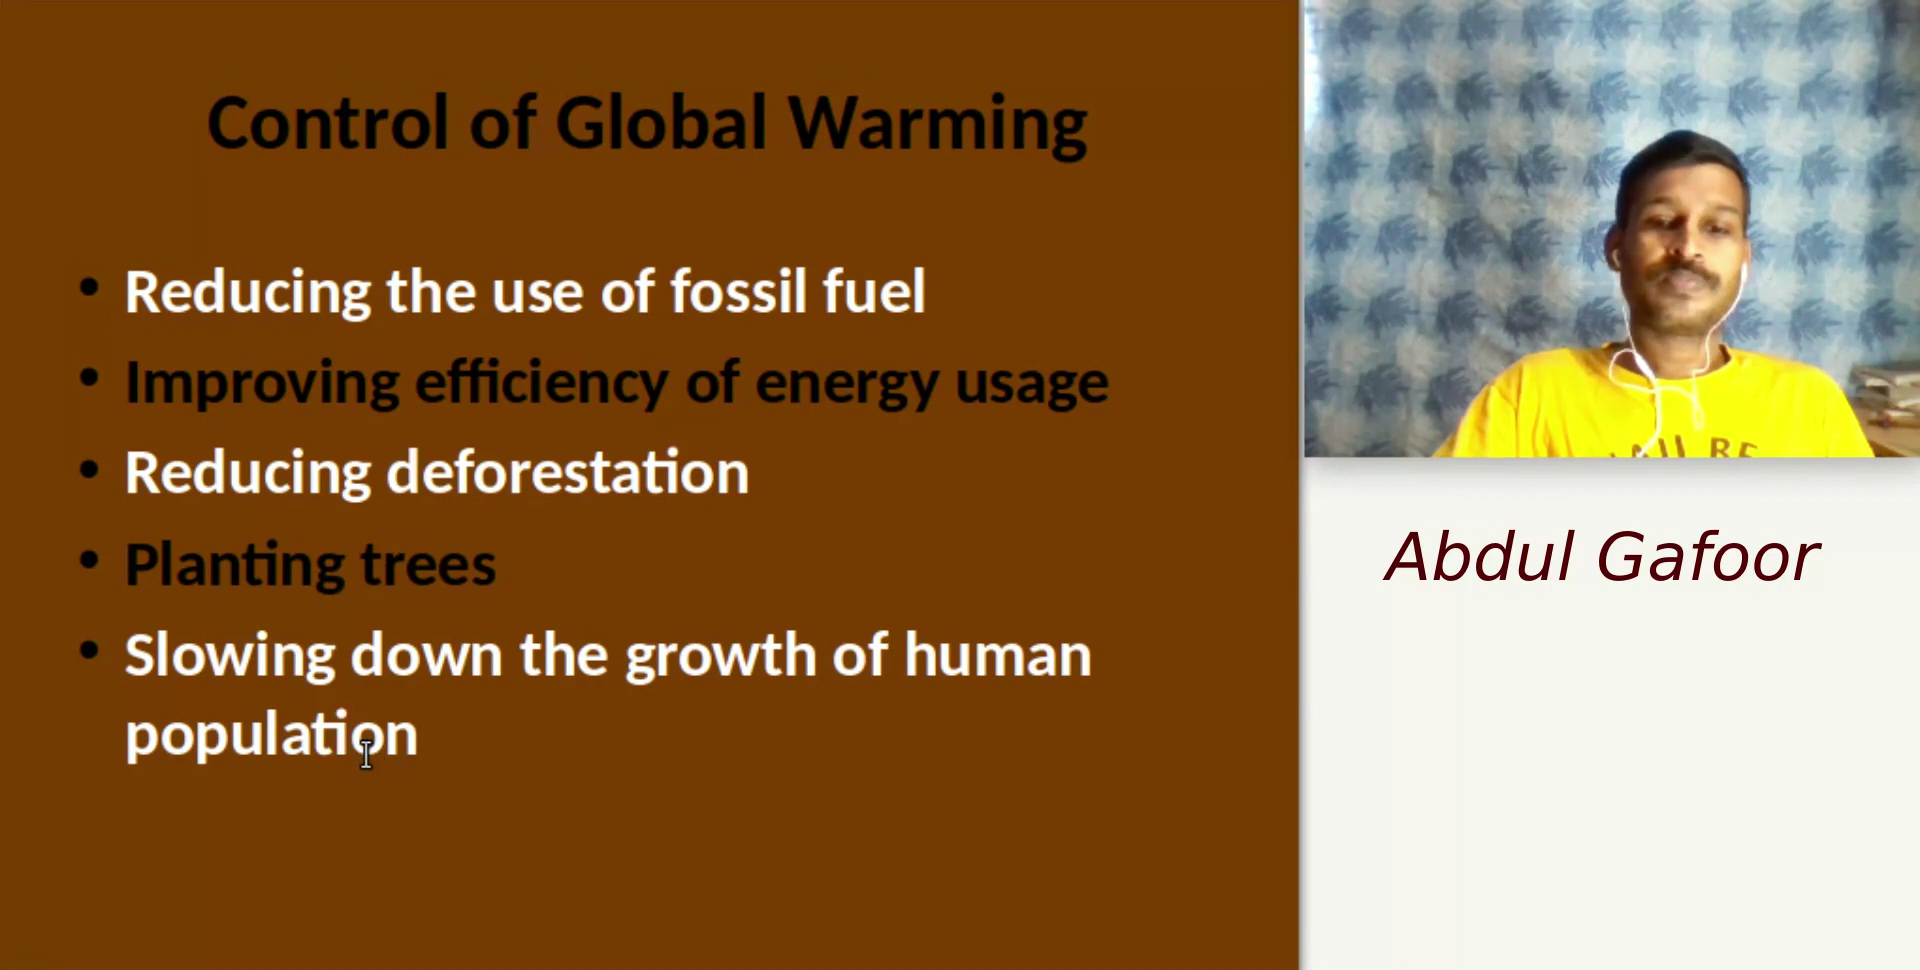 Control of Global Warming
• Reducing the use of fossil fuel
• Improving efficiency of energy usage
• Reducing deforestation
• Planting trees
• Slowing down the growth of human
population
Abdul Gafoor